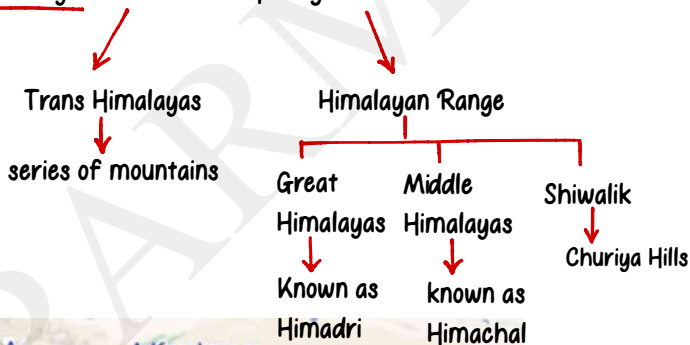 Trans Himalayas
Himalayan Range
series of mountains
Great
Himalayas
Middle
Himalayas
Shiwalik
Churiya Hills
Known as
Himadri
known as
Himachal